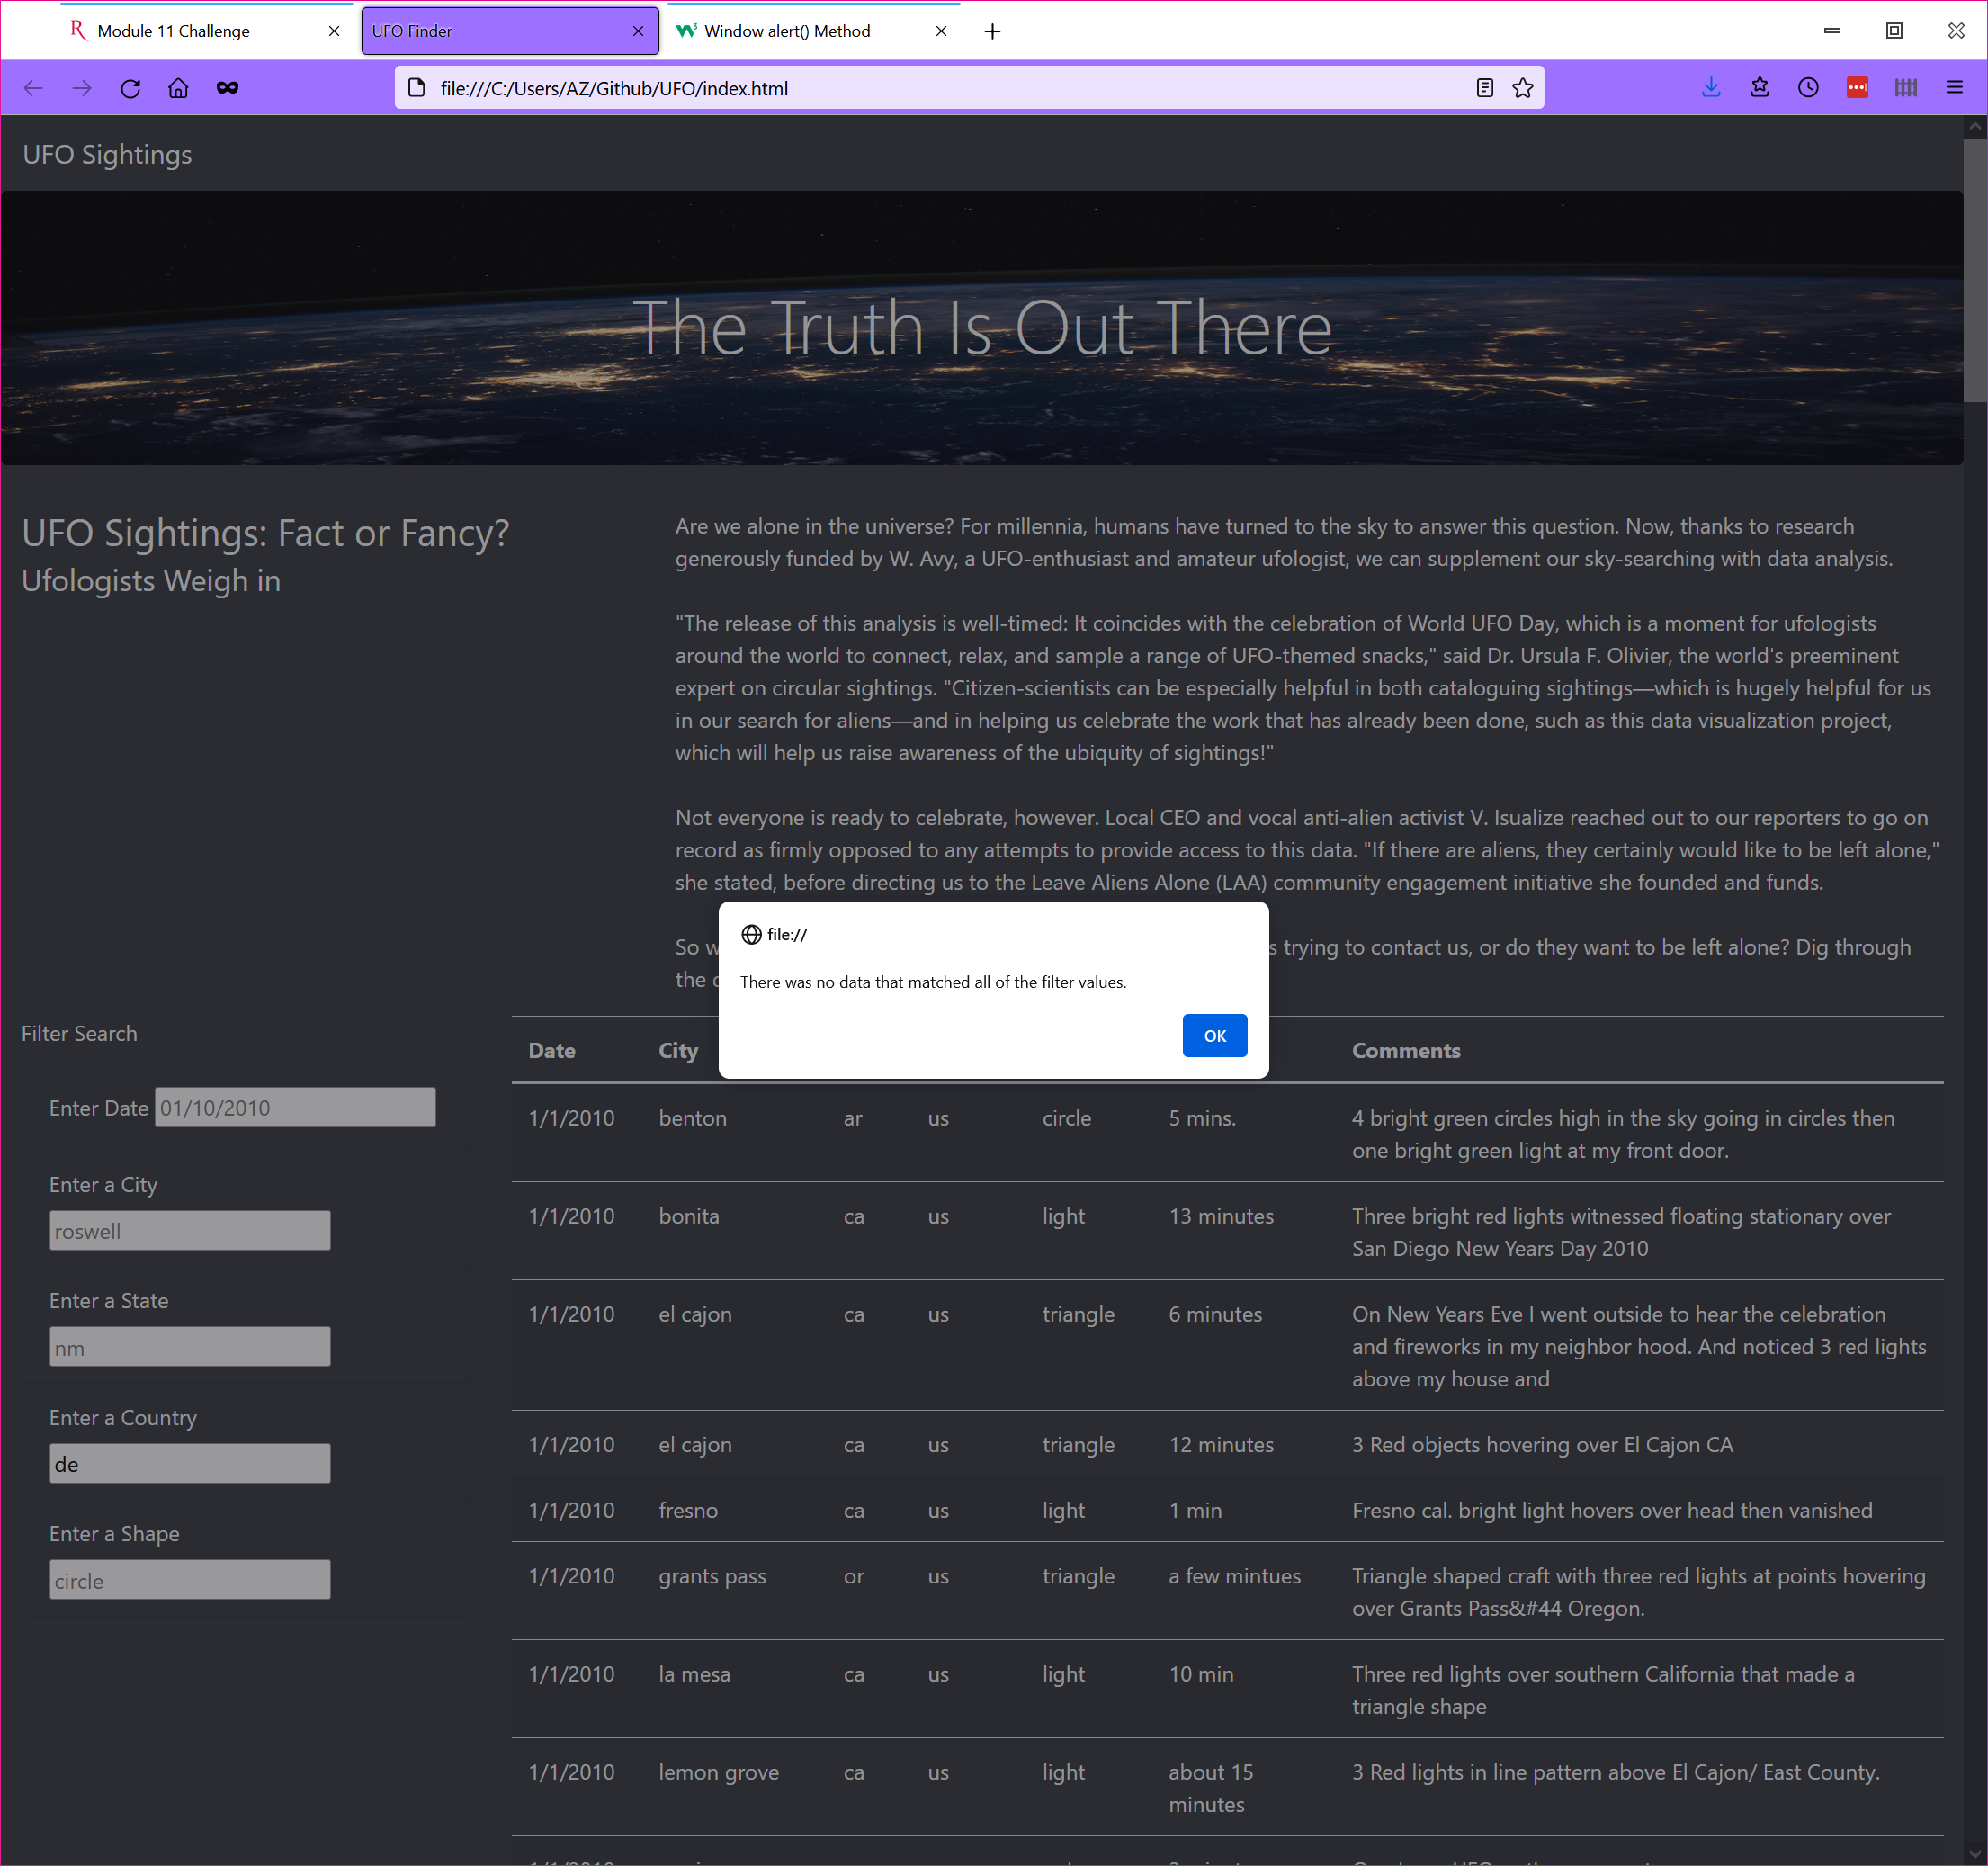 Module 11 Challenge
UFO Finder
Window alert() Method
file:///C:/Users/AZ/Github/UFO/index.html
UFO Sightings
The Truth Is Out There
UFO Sightings: Fact or Fancy?
Ufologists Weigh in
Are we alone in the universe? For millennia, humans have turned to the sky to answer this question. Now, thanks to research
generously funded by W. Avy, a UFO-enthusiast and amateur ufologist, we can supplement our sky-searching with data analysis.
"The release of this analysis is well-timed: It coincides with the celebration of World UFO Day, which is a moment for ufologists
around the world to connect, relax, and sample a range of UFO-themed snacks," said Dr. Ursula F. Olivier, the world's preeminent
expert on circular sightings. "Citizen-scientists can be especially helpful in both cataloguing sightings—which is hugely helpful for us
in our search for aliens—and in helping us celebrate the work that has already been done, such as this data visualization project,
which will help us raise awareness of the ubiquity of sightings!"
Not everyone is ready to celebrate, however. Local CEO and vocal anti-alien activist V. Isualize reached out to our reporters to go on
record as firmly opposed to any attempts to provide access to this data. "If there are aliens, they certainly would like to be left alone,"
she stated, before directing us to the Leave Aliens Alone (LAA) community engagement initiative she founded and funds.
So trying to contact us, or do they want to be left alone? Dig through
the
file://
There was no data that matched all of the filter values.
OK
Filter Search
Enter Date 01/10/2010
Enter a City
roswell
Enter a State
nm
Enter a Country
de
Enter a Shape
circle
Date City Comments
1/1/2010 benton ar us circle 5 mins. 4 bright green circles high in the sky going in circles then
one bright green light at my front door.
1/1/2010 bonita ca us light 13 minutes Three bright red lights witnessed floating stationary over
San Diego New Years Day 2010
1/1/2010 el cajon ca us triangle 6 minutes On New Years Eve I went outside to hear the celebration
and fireworks in my neighbor hood. And noticed 3 red lights
above my house and
1/1/2010 el cajon ca us triangle 12 minutes 3 Red objects hovering over El Cajon CA
1/1/2010 fresno ca us light 1 min Fresno cal. bright light hovers over head then vanished
1/1/2010 grants pass or us triangle a few mintues Triangle shaped craft with three red lights at points hovering
over Grants Pass&#44 Oregon.
1/1/2010 la mesa ca us light 10 min Three red lights over southern California that made a
triangle shape
1/1/2010 lemon grove ca us light about 15 3 Red lights in line pattern above El Cajon/ East County.
minutes